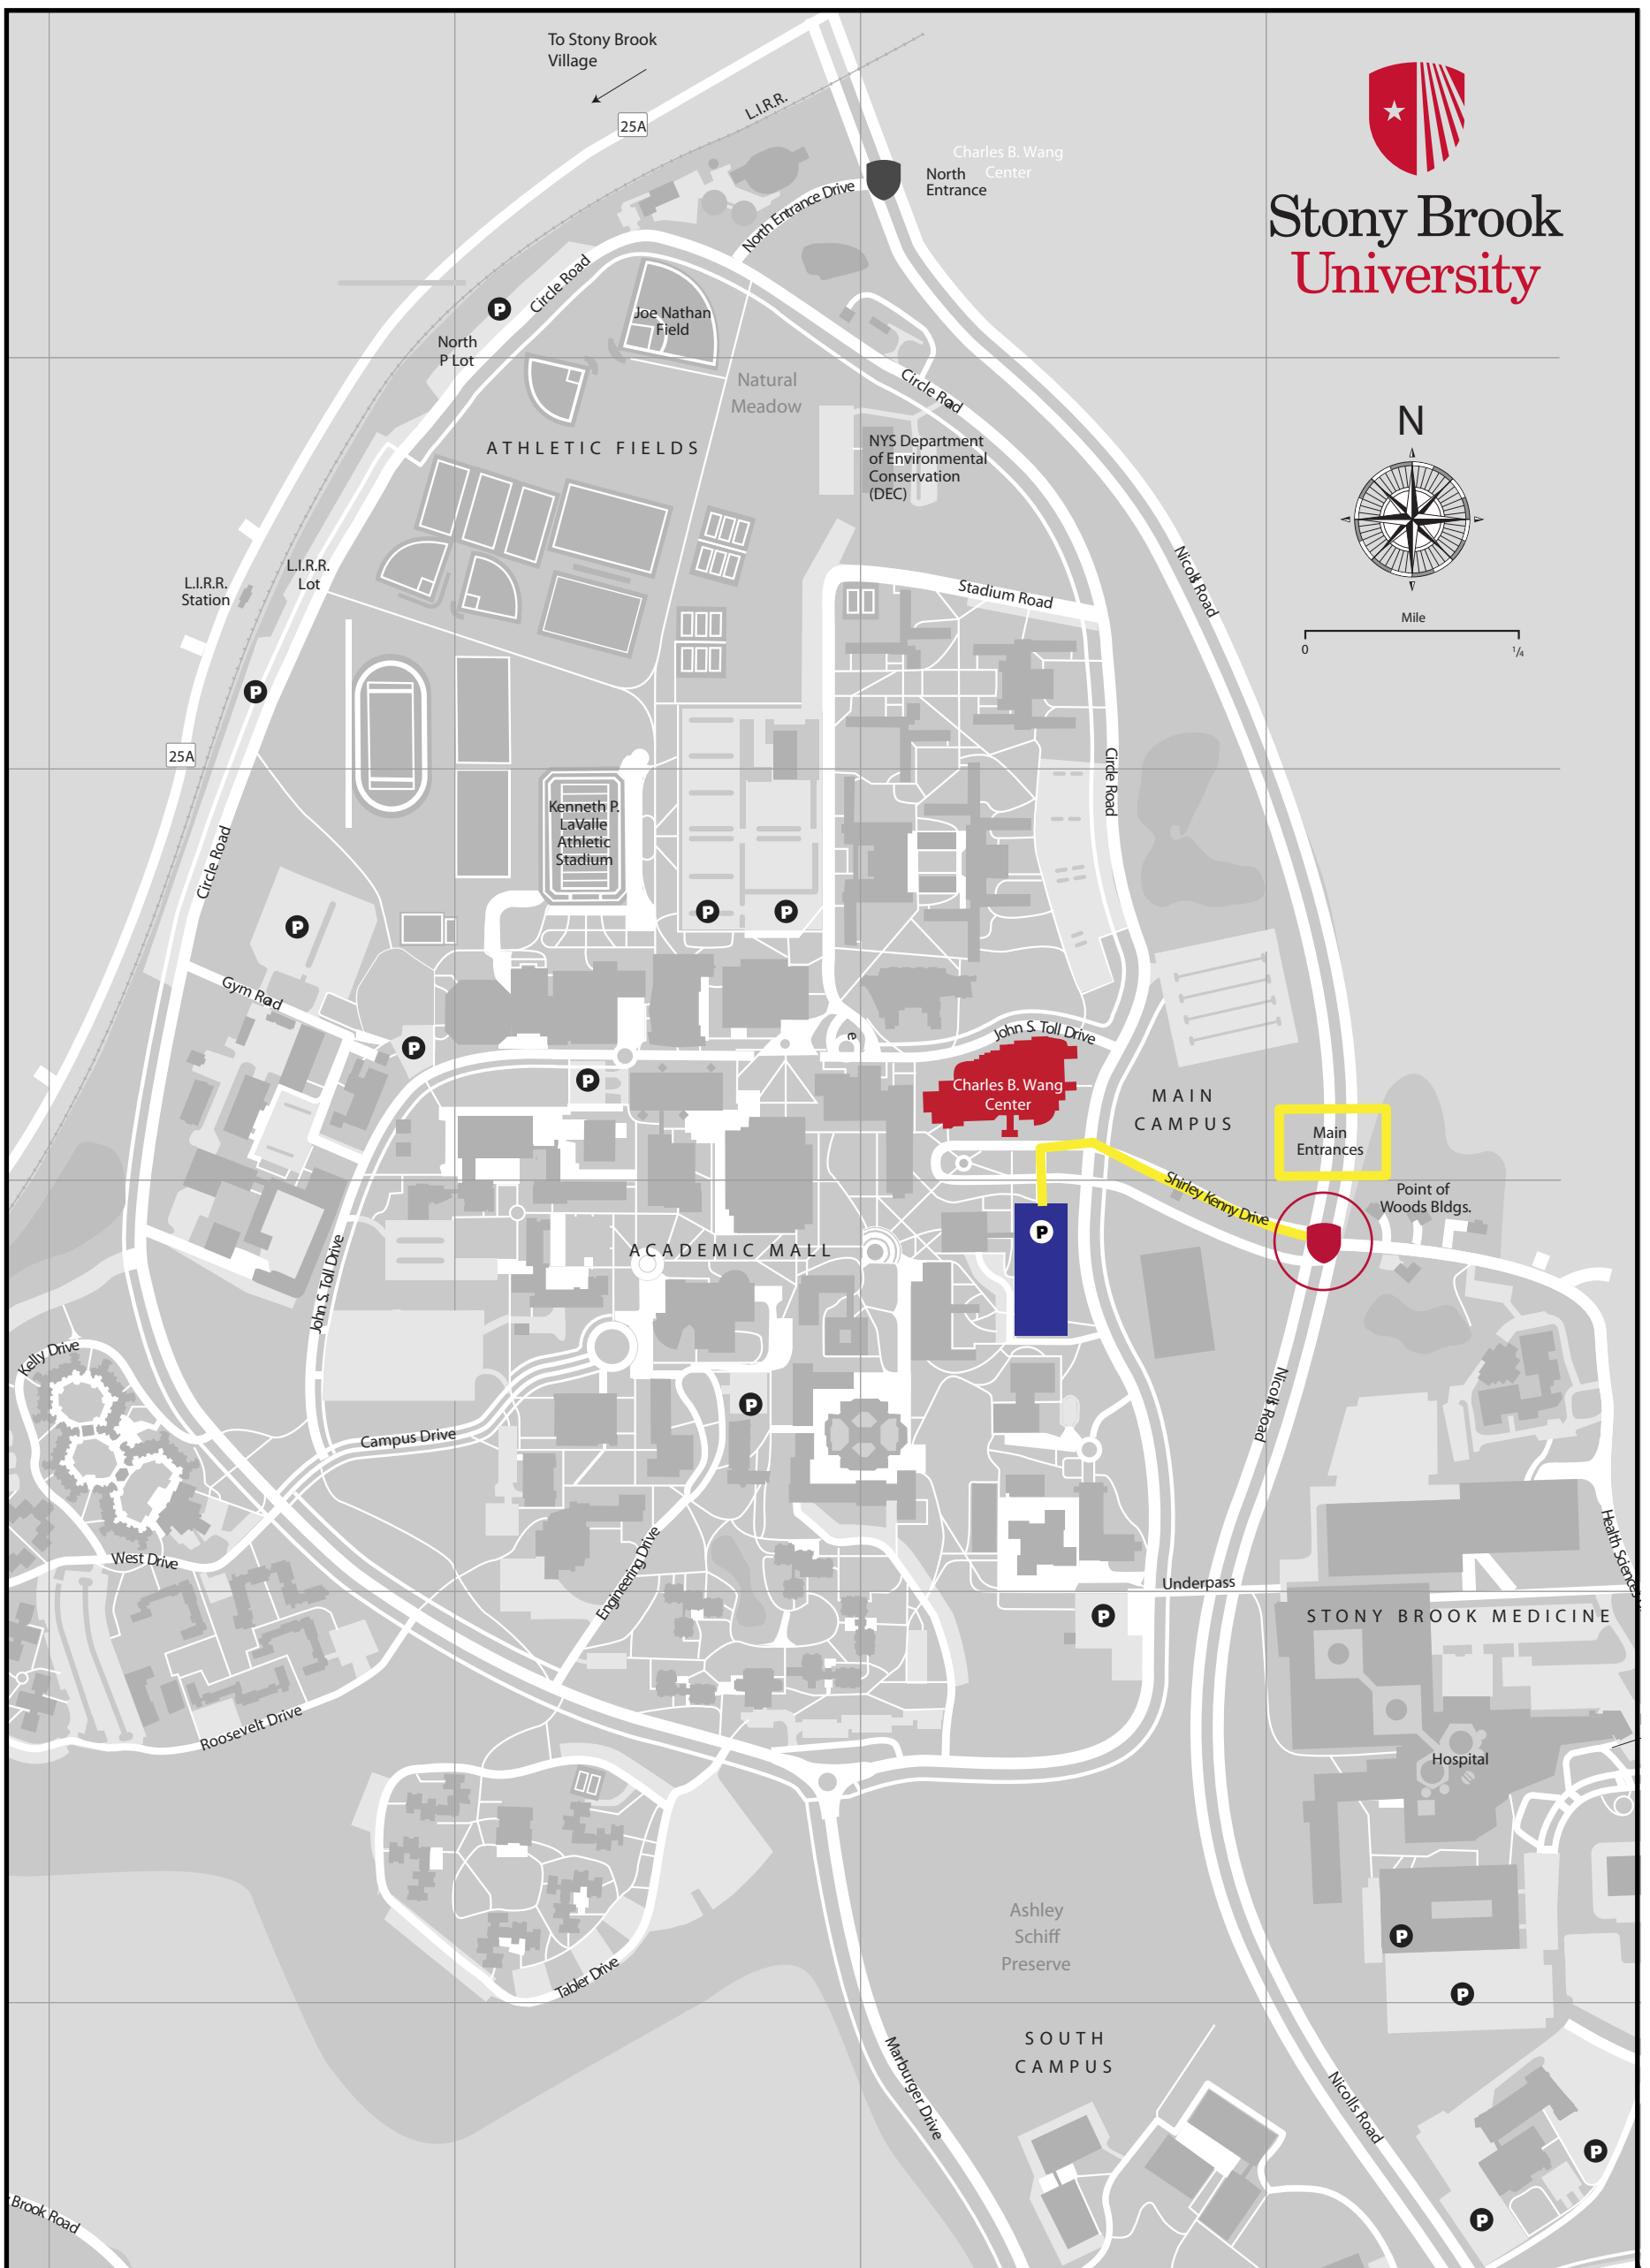 To Stony Brook
Village
25A
L.I.R.R.
Charles B. Wang
Center
North
Entrance
North Entrance Drive
Stony Brook
University
Circle Road
P
North
P Lot
Joe Nathan
Field
Natural
Meadow
Circle Road
N
ATHLETIC FIELDS
NYS Department
of Environmental
Conservation
(DEC)
L.I.R.R.
Station
L.I.R.R.
Lot
Stadium Road
Nicolls Road
Mile
0
1/4
P
25A
Circle Road
Kenneth P.
LaValle
Athletic
Stadium
Circle Road
P
P
P
Gym Road
P
e
John S. Toll Drive
P
Charles B. Wang
Center
MAIN
CAMPUS
Main
Entrances
Shirley Kenny Drive
Point of
Woods Bldgs.
P
ACADEMIC MALL
John S. Toll Drive
Kelly Drive
Nicolls Road
P
Campus Drive
West Drive
Engineering Drive
Underpass
Health Sciences
P
STONY BROOK MEDICINE
Roosevelt Drive
Hospital
Ashley
Schiff
Preserve
P
P
Tabler Drive
SOUTH
CAMPUS
Marburger Drive
Nicolls Road
P
P
Brook Road